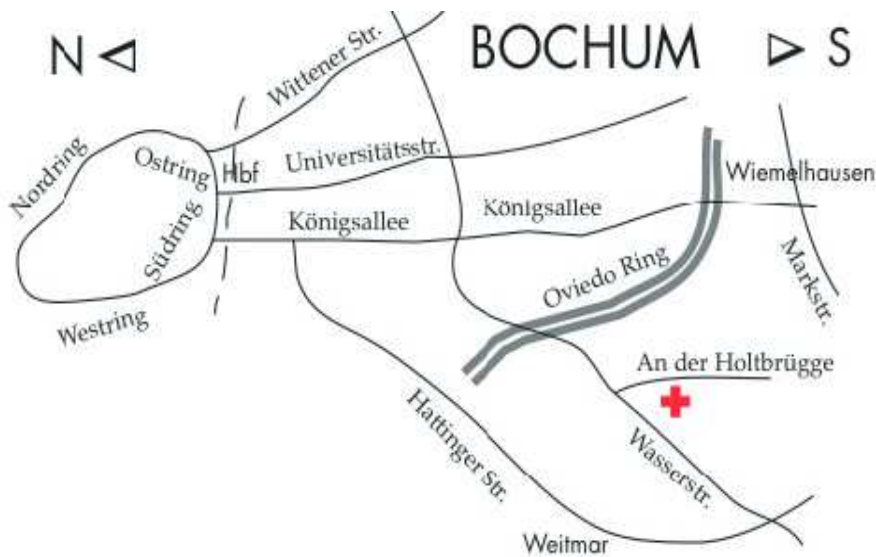 N
BOCHUM
S
Wittener Str.
Nordring
Ostring
Hbf
Universitätsstr.
Wiemelhausen
Südring
Königsallee
Königsallee
Westring
Oviedo Ring
Markstr.
An der Holtbrügge
Hattinger Str.
Wasserstr.
Weitmar